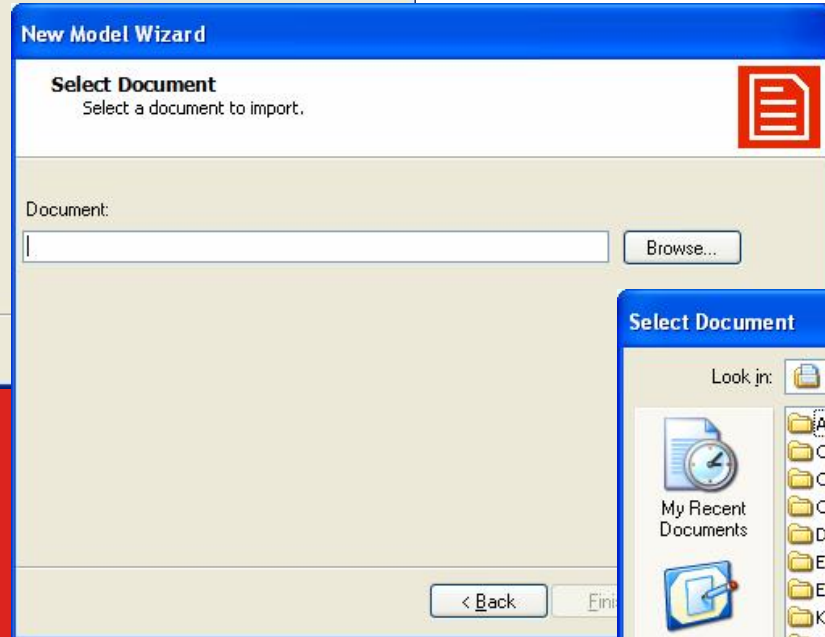 New Model Wizard
Select Document
Select a document to import.
Document:
Browse...
Select Document
Look in:
My Recent
Documents
< Back